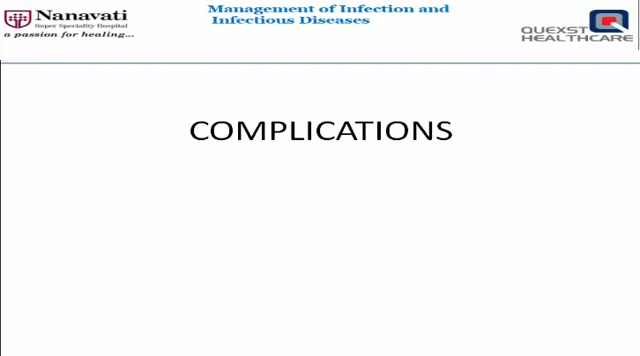 Nanavati
Super Speciality Hospital
a passion for healing...
Management of Infection and
Infectious Diseases
QUEXST
HEALTHCARE
COMPLICATIONS